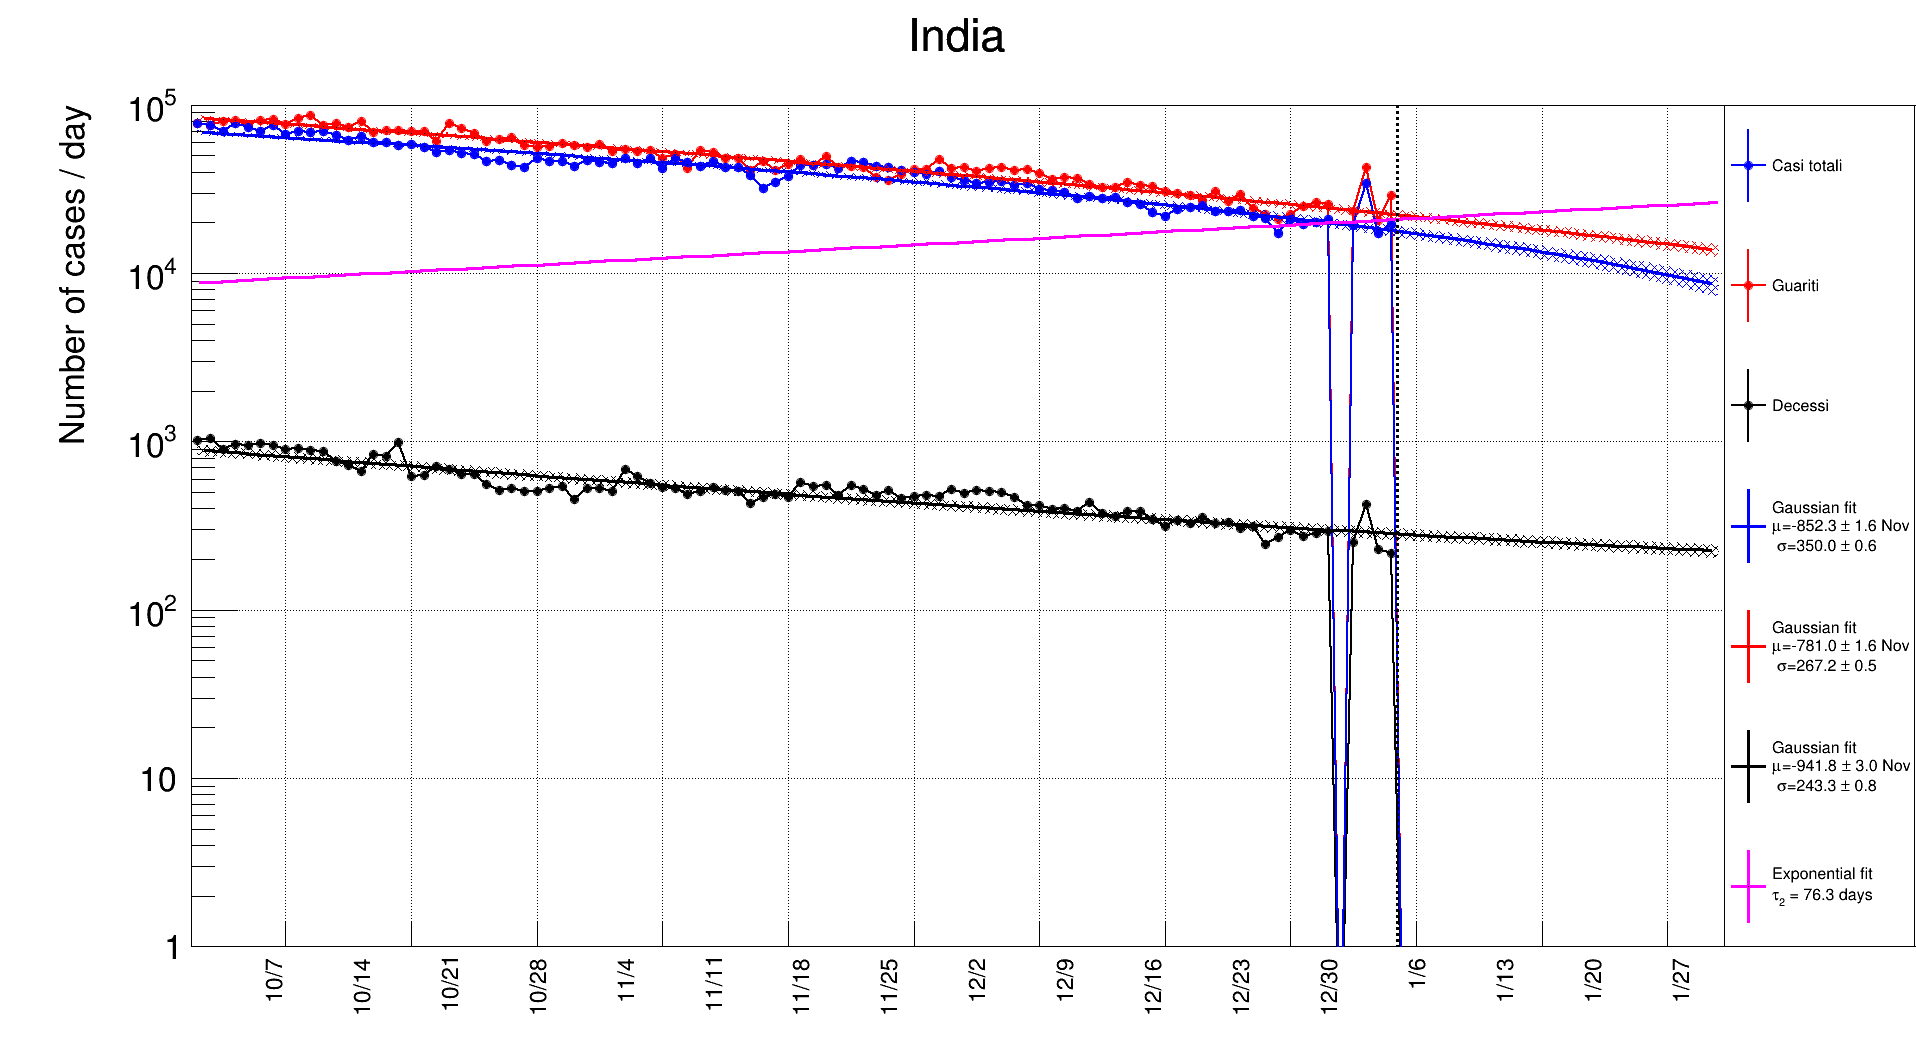 India
Number of cases / day
10^5
10^4
10^3
10^2
10
1
10/7
10/14
10/21
10/28
11/4
11/11
11/18
11/25
12/2
12/9
12/16
12/23
12/30
1/6
1/13
1/20
1/27
Casi totali
Guariti
Decessi
Gaussian fit
μ=-852.3 ± 1.6 Nov
σ=350.0 ± 0.6
Gaussian fit
μ=-781.0 ± 1.6 Nov
σ=267.2 ± 0.5
Gaussian fit
μ=-941.8 ± 3.0 Nov
σ=243.3 ± 0.8
Exponential fit
τ_2 = 76.3 days